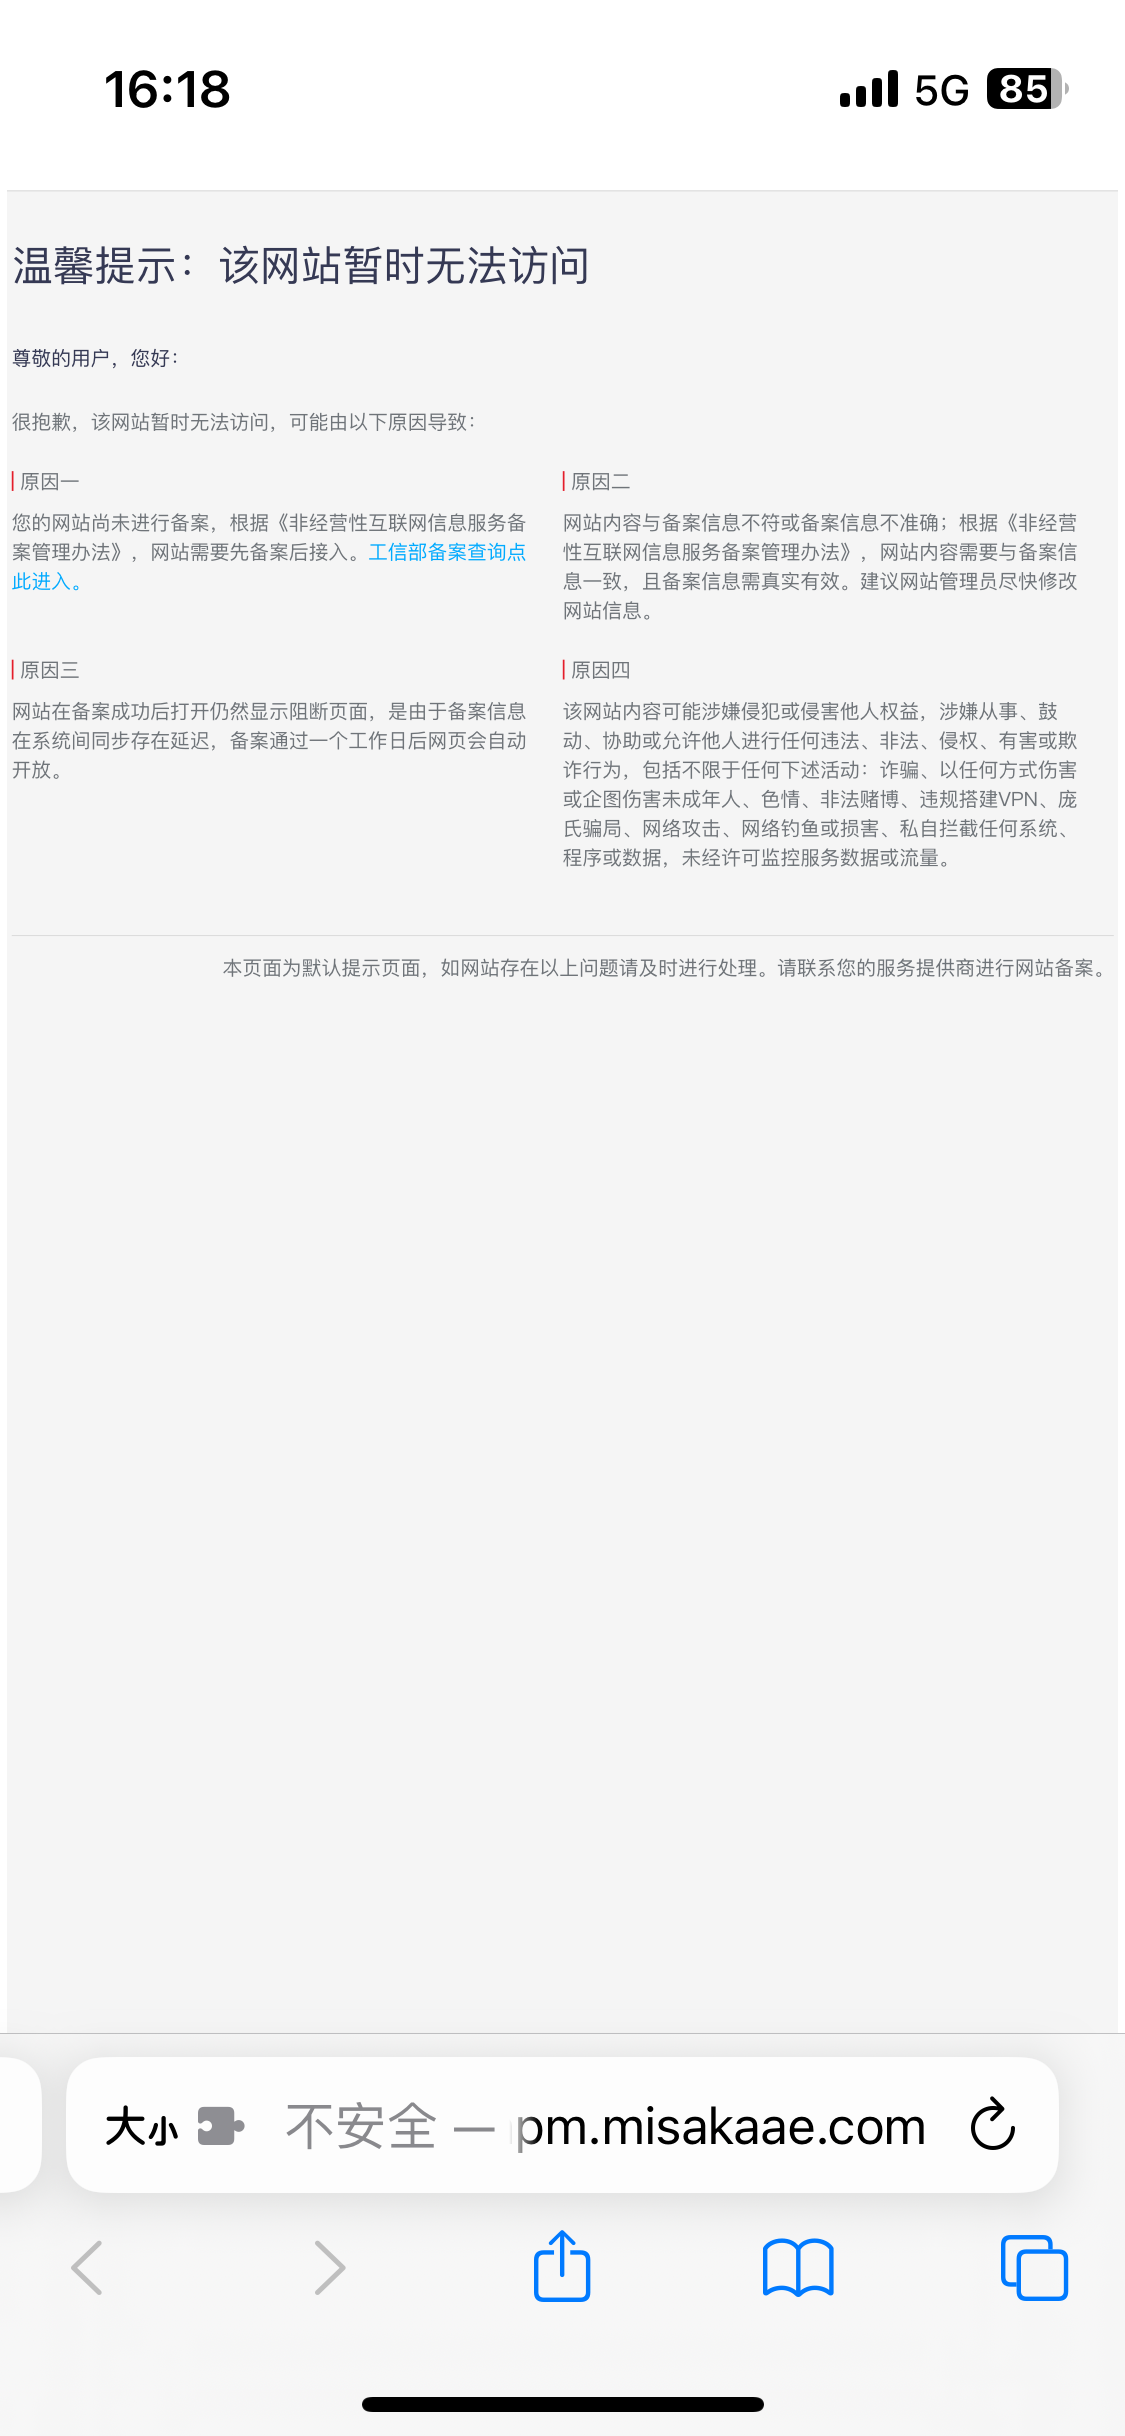 16:18
5G
85
温馨提示：该网站暂时无法访问
尊敬的用户，您好：
很抱歉，该网站暂时无法访问，可能由以下原因导致：
原因一
您的网站尚未进行备案，根据《非经营性互联网信息服务备
案管理办法》，网站需要先备案后接入。工信部备案查询点
此进入。
原因二
网站内容与备案信息不符或备案信息不准确；根据《非经营
性互联网信息服务备案管理办法》，网站内容需要与备案信
息一致，且备案信息需真实有效。建议网站管理员尽快修改
网站信息。
原因三
网站在备案成功后打开仍然显示阻断页面，是由于备案信息
在系统间同步存在延迟，备案通过一个工作日后网页会自动
开放。
原因四
该网站内容可能涉嫌侵犯或侵害他人权益，涉嫌从事、鼓
动、协助或允许他人进行任何违法、非法、侵权、有害或欺
诈行为，包括不限于任何下述活动：诈骗、以任何方式伤害
或企图伤害未成年人、色情、非法赌博、违规搭建VPN、庞
氏骗局、网络攻击、网络钓鱼或损害、私自拦截任何系统、
程序或数据，未经许可监控服务数据或流量。
本页面为默认提示页面，如网站存在以上问题请及时进行处理。请联系您的服务提供商进行网站备案。
大小 不安全 — pm.misakaae.com